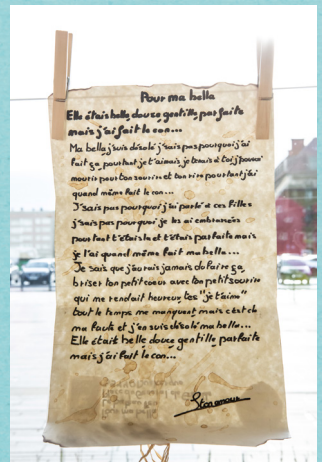 Pour ma belle
Elle étais belle, douce gentille, parfaite
mais j'ai fait le con...
Ma belle, j'suis désolé j'sais pas pourquoi j'ai
fait ça, pourtant je t'aimais, je tenais à toi, j'pouvai
mourir pour ton sourire et ton rire pourtant j'ai
quand même fait le con...
J'sais pas pourquoi j'ai parlé à ces filles
j'sais pas pourquoi je les ai embrassées
pourtant t'étais la et t'étais parfaite mais
je l'ai quand même fait ma belle...
Je sais que j'aurais jamais du faire ça
briser ton petit coeur avec ton petit sourire
qui me rendait heureux, tes "je t'aime"
tout le temps me manquent mais c'est de
ma faute et j'en suis désolé ma belle...
Elle était belle douce gentille parfaite
mais j'ai fait le con...